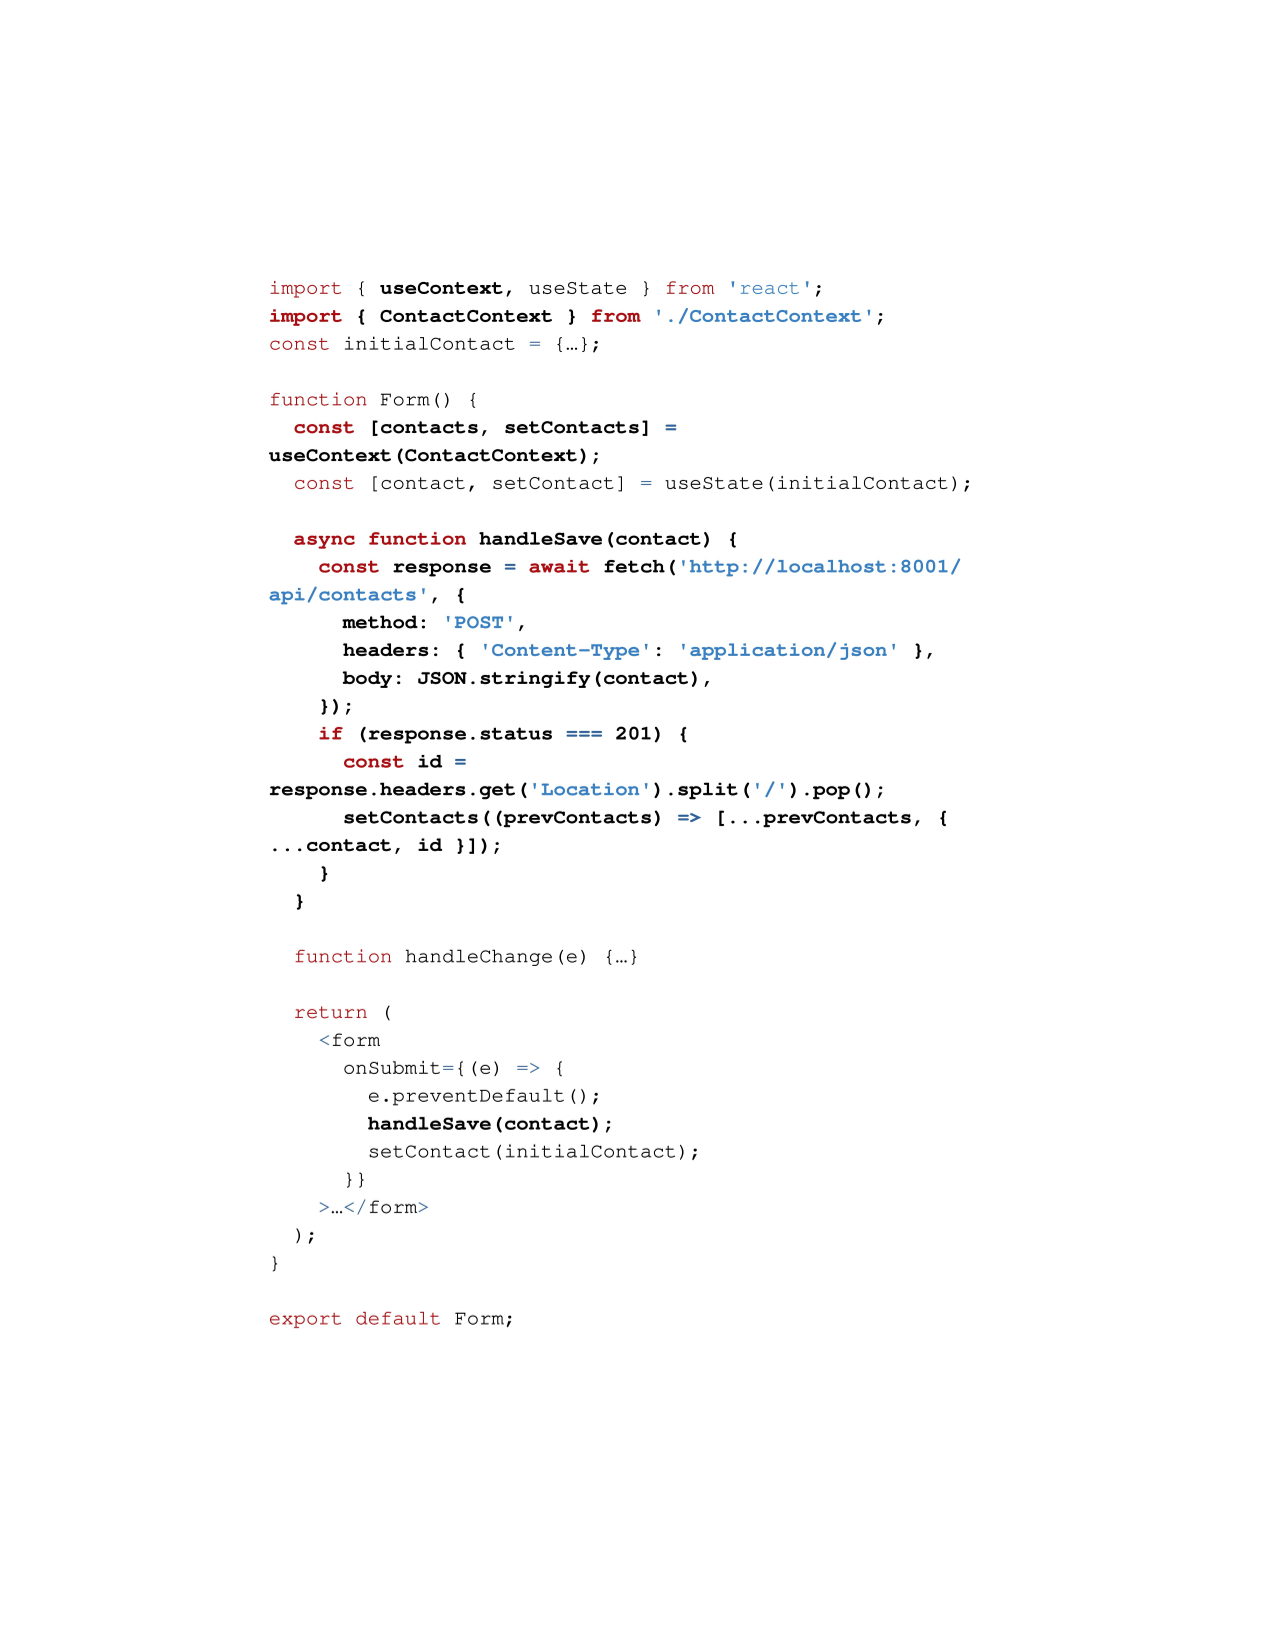 import { useContext, useState } from 'react';
import { ContactContext } from './ContactContext';
const initialContact = {…};
function Form() {
const [contacts, setContacts] =
useContext(ContactContext);
const [contact, setContact] = useState(initialContact);
async function handleSave(contact) {
const response = await fetch('http://localhost:8001/
api/contacts', {
method: 'POST',
headers: { 'Content-Type': 'application/json' },
body: JSON.stringify(contact),
});
if (response.status === 201) {
const id =
response.headers.get('Location').split('/').pop();
setContacts((prevContacts) => [...prevContacts, {
...contact, id }]);
}
}
function handleChange(e) {…}
return (
<form
onSubmit={(e) => {
e.preventDefault();
handleSave(contact);
setContact(initialContact);
}}
>…</form>
);
}
export default Form;